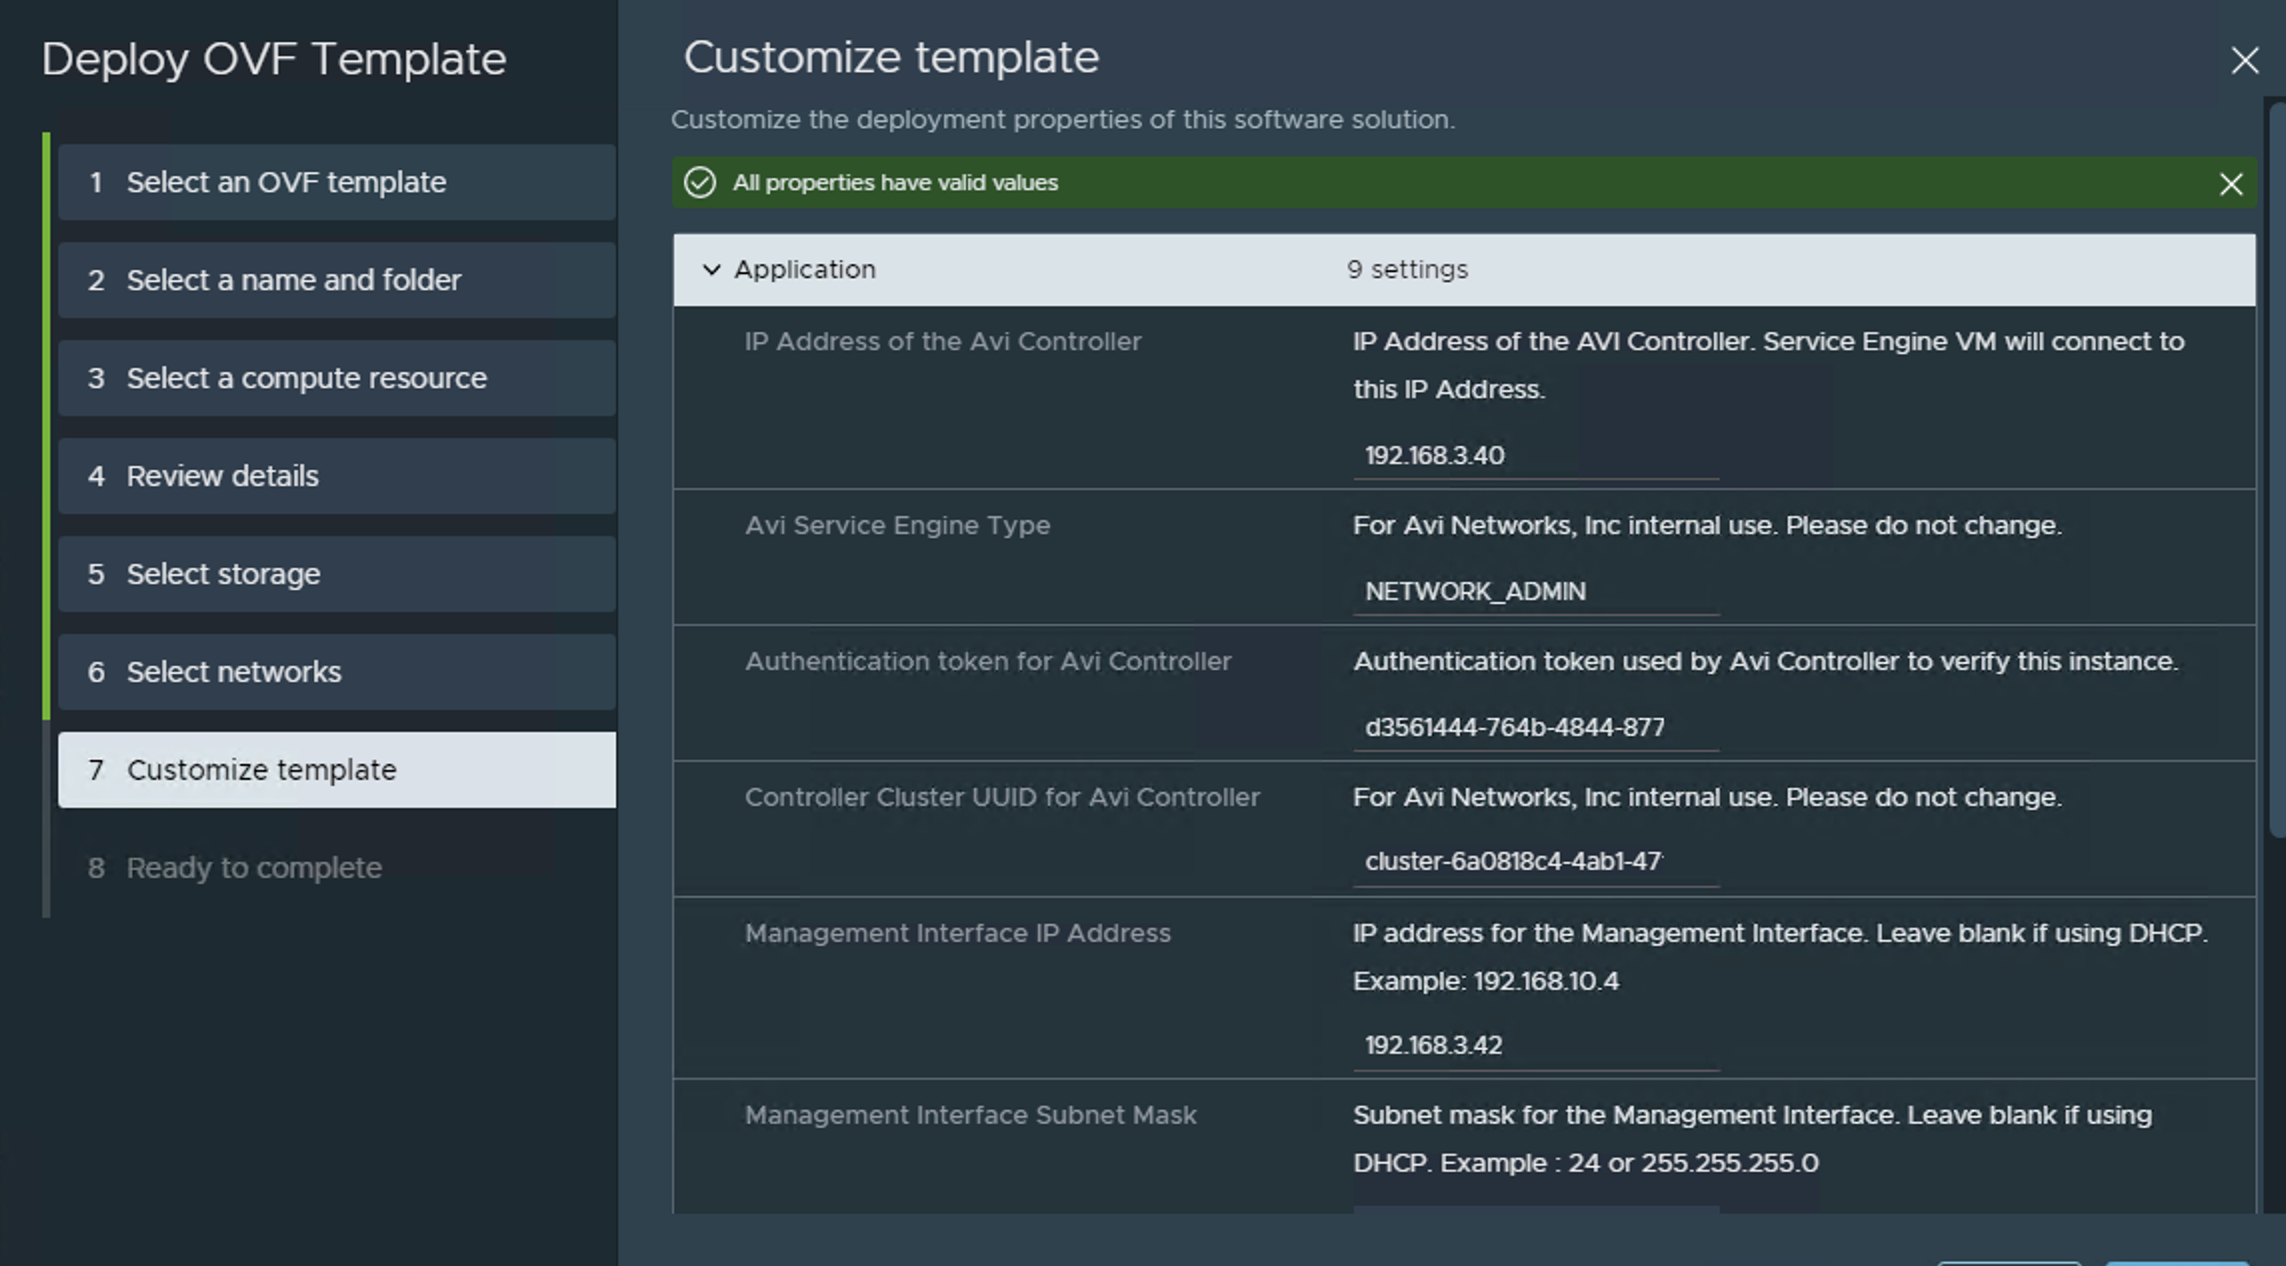 Deploy OVF Template
1 Select an OVF template
2 Select a name and folder
3 Select a compute resource
4 Review details
5 Select storage
6 Select networks
7 Customize template
8 Ready to complete
Customize template
Customize the deployment properties of this software solution.
All properties have valid values
Application 9 settings
IP Address of the Avi Controller
IP Address of the AVI Controller. Service Engine VM will connect to
this IP Address.
192.168.3.40
Avi Service Engine Type
For Avi Networks, Inc internal use. Please do not change.
NETWORK_ADMIN
Authentication token for Avi Controller
Authentication token used by Avi Controller to verify this instance.
d3561444-764b-4844-877
Controller Cluster UUID for Avi Controller
For Avi Networks, Inc internal use. Please do not change.
cluster-6a0818c4-4ab1-47
Management Interface IP Address
IP address for the Management Interface. Leave blank if using DHCP.
Example: 192.168.10.4
192.168.3.42
Management Interface Subnet Mask
Subnet mask for the Management Interface. Leave blank if using
DHCP. Example : 24 or 255.255.255.0